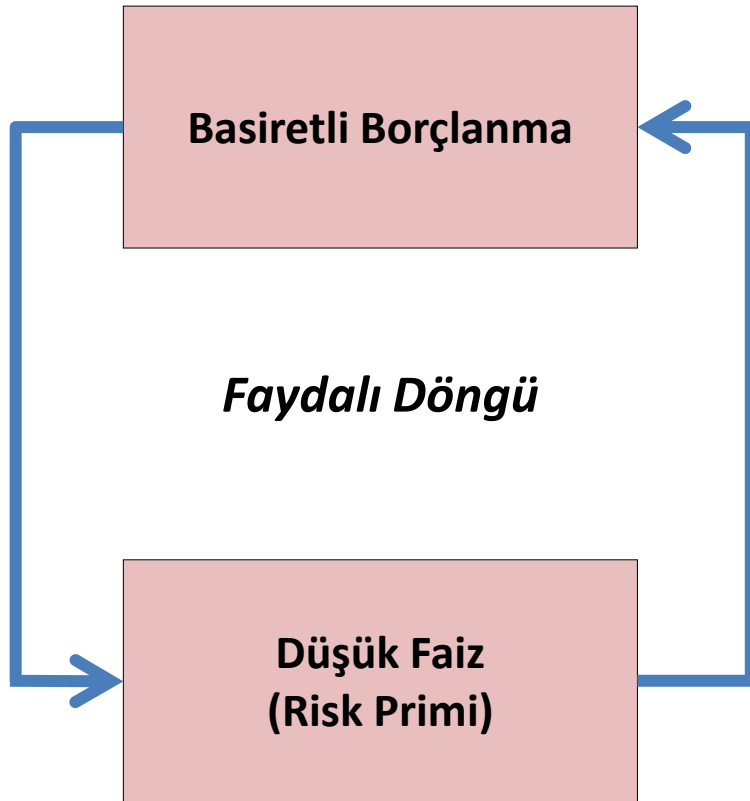 Basiretli Borçlanma
Faydalı Döngü
Düşük Faiz
(Risk Primi)